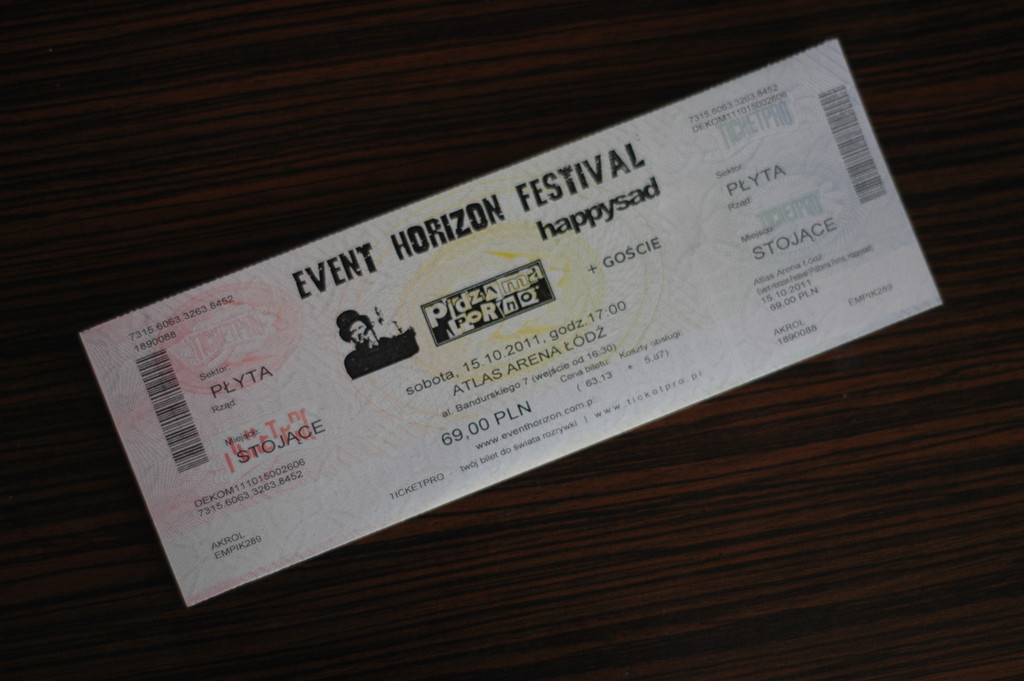 7315.6063.3263.8452
1890088
Sektor:
PŁYTA
Rząd
Miejsce
STOJĄCE
DEKOM111015002606
7315.6063.3263.8452
AKROL
EMPIK289
EVENT HORIZON FESTIVAL
happysad
pidżama
PORNO
+ GOŚCIE
sobota, 15.10.2011, godz.17:00
ATLAS ARENA ŁÓDŹ
al. Bandurskiego 7 (wejście od 16:30)
Cena biletu: Koszty obsługi
69,00 PLN ( 63.13 + 5.87)
www.eventhorizon.com.p
TICKETPRO - twój bilet do świata rozrywki | www.ticketpro.pl
7315.6063.3263.8452
DEKOM111015002606
TICKETPRO
Sektor:
PŁYTA
Rząd
TICKETPRO
Miejsce
STOJĄCE
Atlas Arena Łódź
15.10.2011
69.00 PLN
EMPIK289
AKROL
1890088